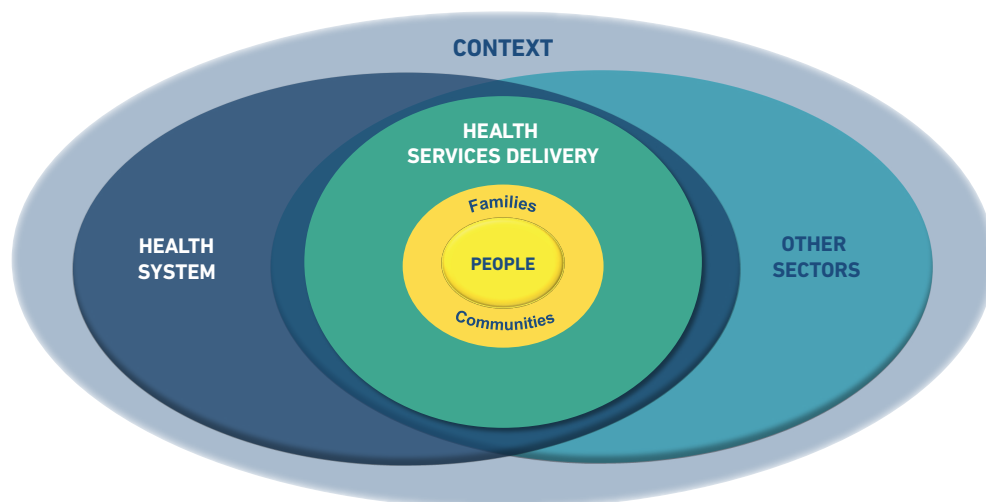 CONTEXT
HEALTH
SERVICES DELIVERY
Families
HEALTH
SYSTEM
PEOPLE
OTHER
SECTORS
Communities